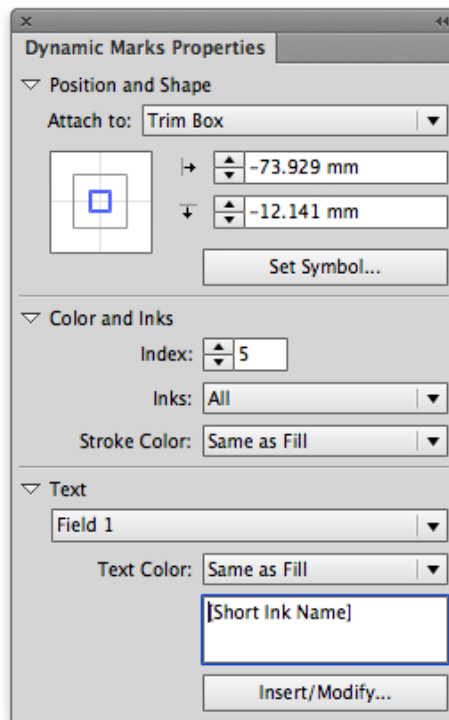 Dynamic Marks Properties
Position and Shape
Attach to: Trim Box
-73.929 mm
-12.141 mm
Set Symbol...
Color and Inks
Index: 5
Inks: All
Stroke Color: Same as Fill
Text
Field 1
Text Color: Same as Fill
[Short Ink Name]
Insert/Modify...